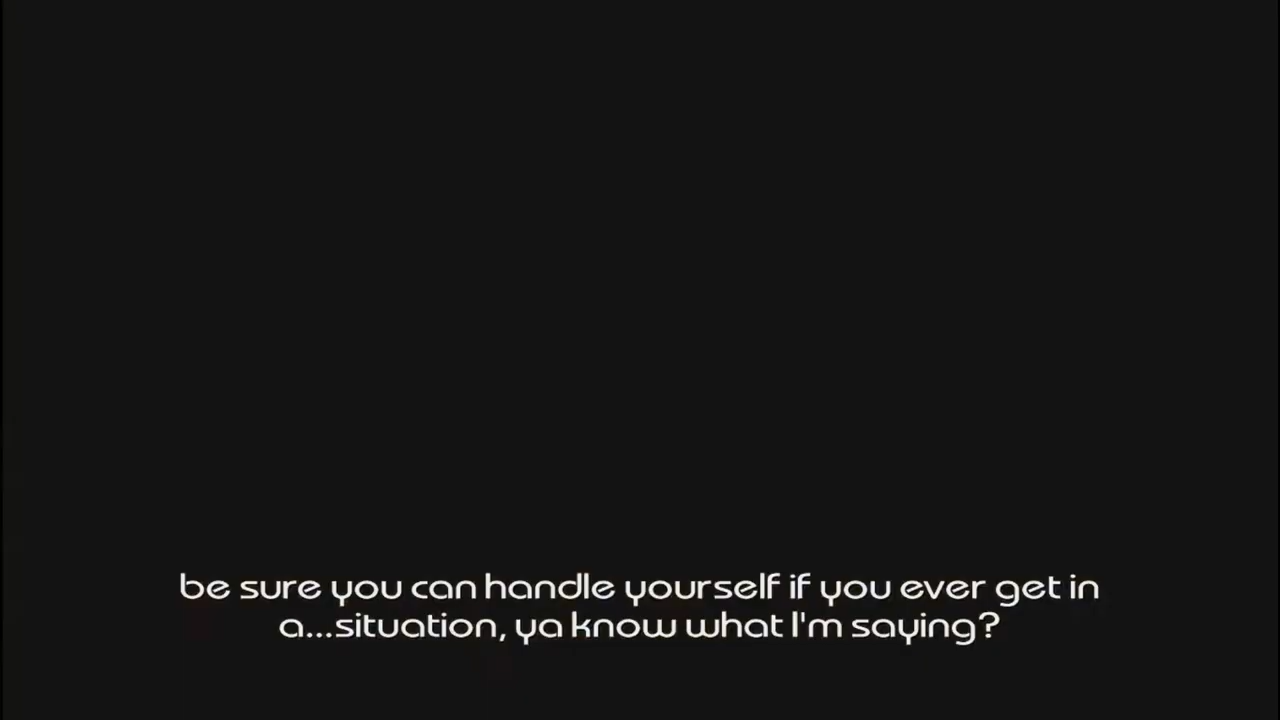 be sure you can handle yourself if you ever get in
a...situation, ya know what I'm saying?